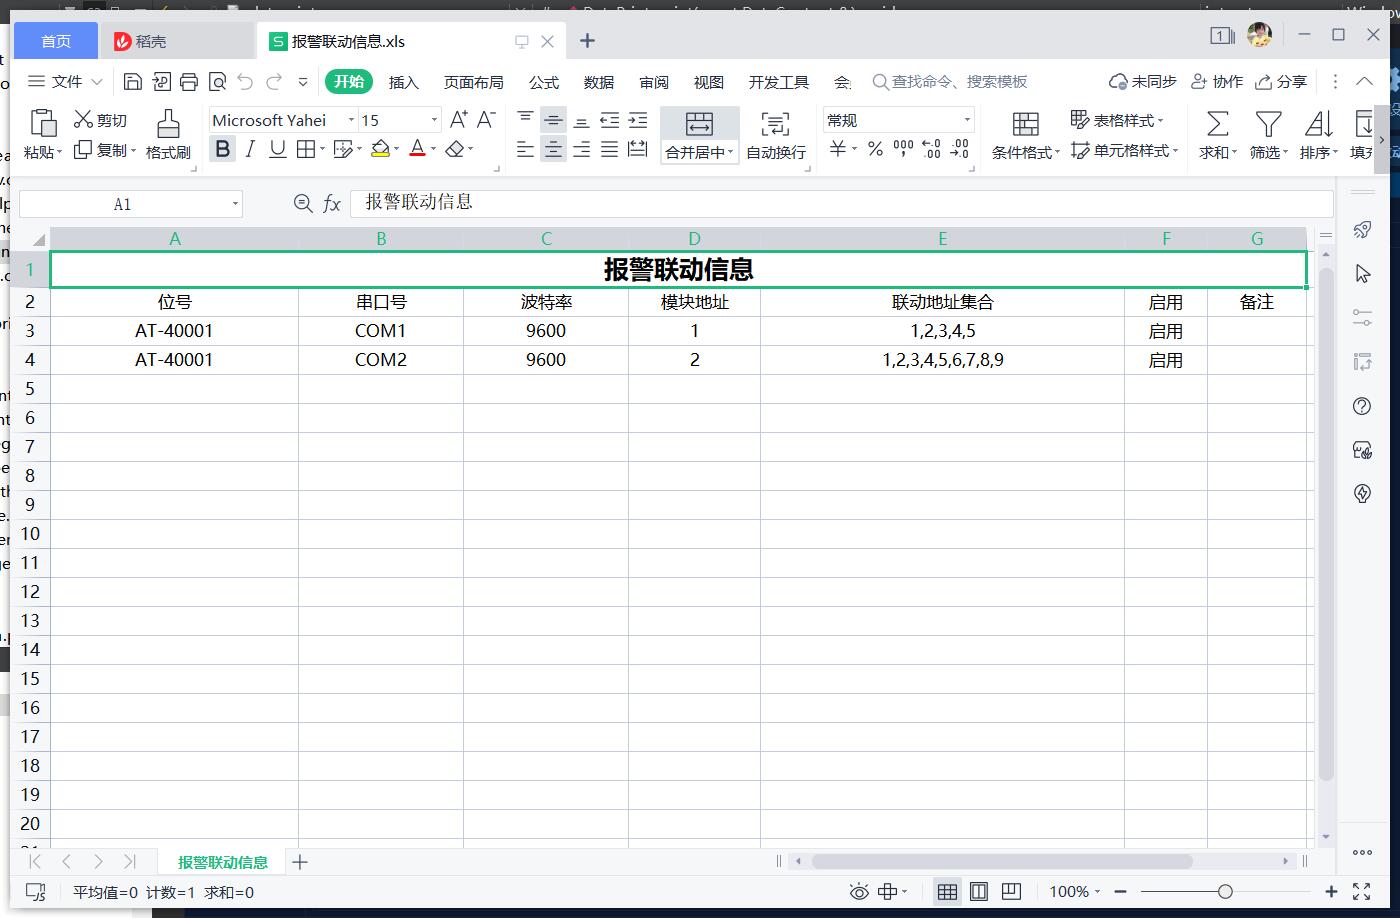 首页
稻壳
报警联动信息.xls
文件
开始
插入
页面布局
公式
数据
审阅
视图
开发工具
会
查找命令、搜索模板
未同步
协作
分享
粘贴
剪切
复制
格式刷
Microsoft Yahei
15
A+ A-
B I U
合并居中
自动换行
常规
条件格式
表格样式
单元格样式
求和
筛选
排序
填充
A1
fx
报警联动信息
A B C D E F G
1 报警联动信息
2 位号 串口号 波特率 模块地址 联动地址集合 启用 备注
3 AT-40001 COM1 9600 1 1,2,3,4,5 启用
4 AT-40001 COM2 9600 2 1,2,3,4,5,6,7,8,9 启用
5
6
7
8
9
10
11
12
13
14
15
16
17
18
19
20
报警联动信息
平均值=0 计数=1 求和=0
100%